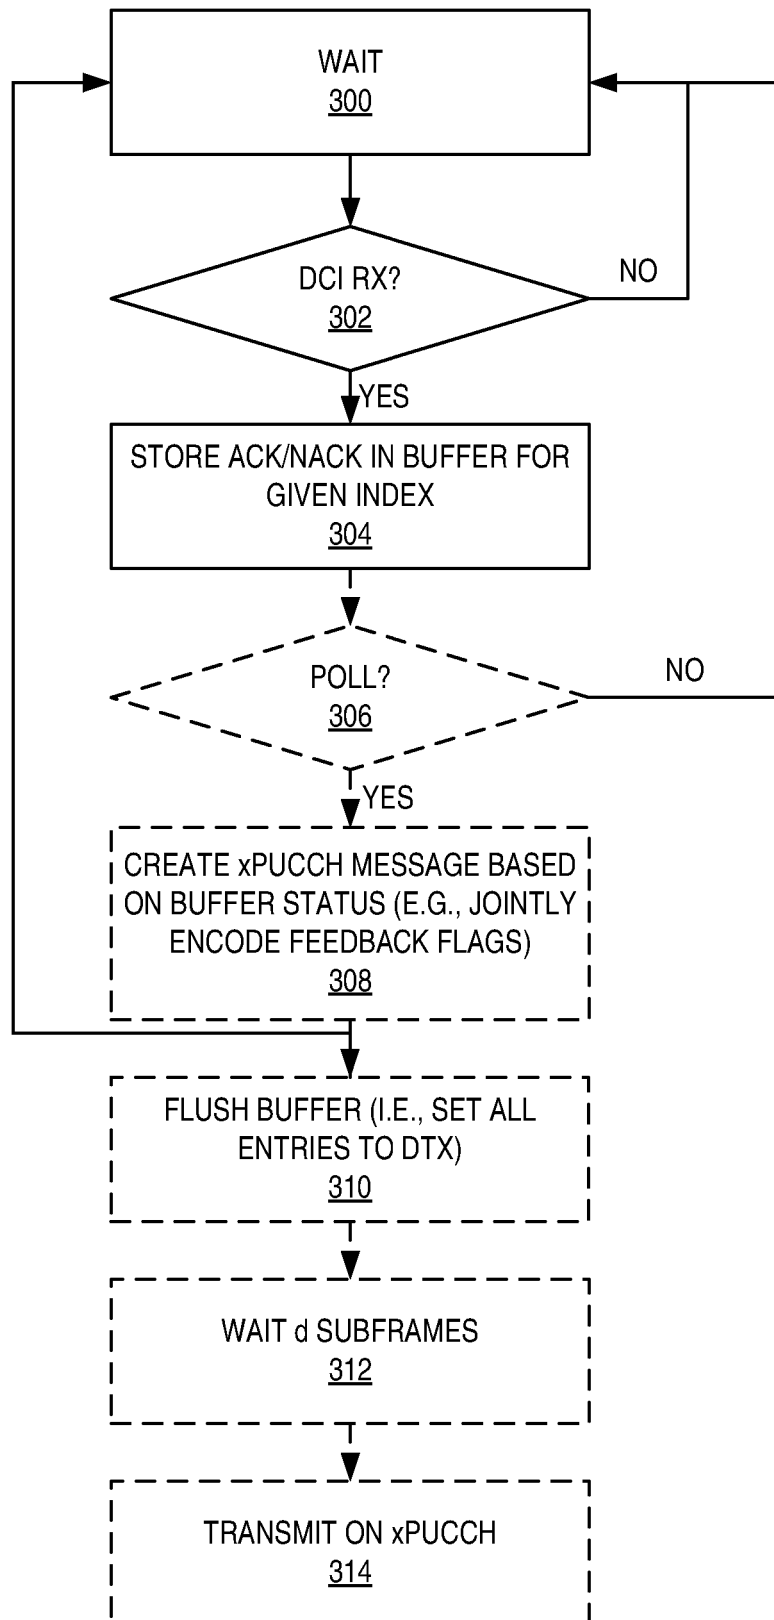 WAIT
300
DCI RX?
302
NO
YES
STORE ACK/NACK IN BUFFER FOR
GIVEN INDEX
304
POLL?
306
NO
YES
CREATE xPUCCH MESSAGE BASED
ON BUFFER STATUS (E.G., JOINTLY
ENCODE FEEDBACK FLAGS)
308
FLUSH BUFFER (I.E., SET ALL
ENTRIES TO DTX)
310
WAIT d SUBFRAMES
312
TRANSMIT ON xPUCCH
314